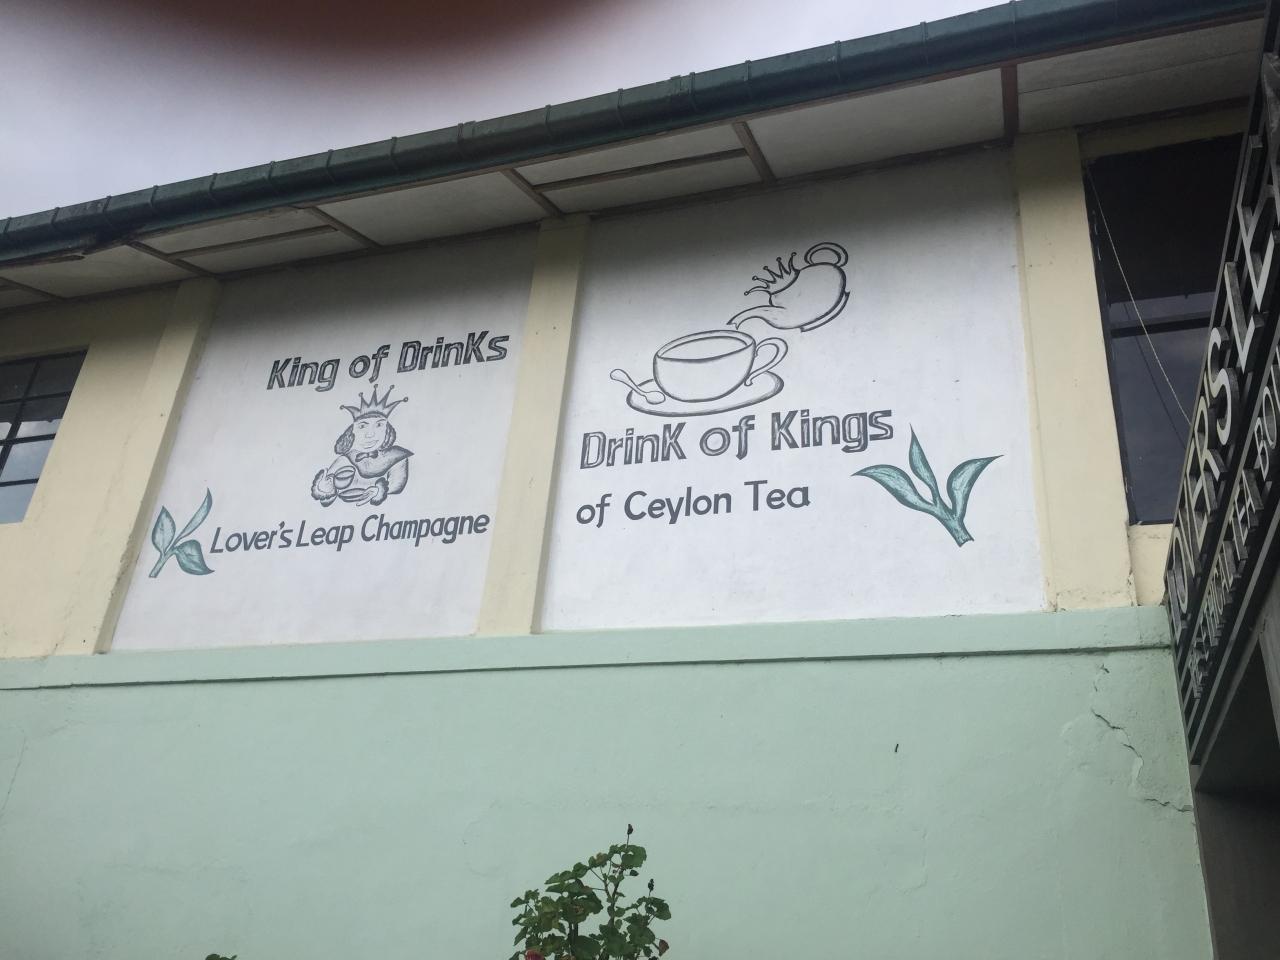 King of DrinKs
Lover's Leap Champagne
DrinK of Kings
of Ceylon Tea